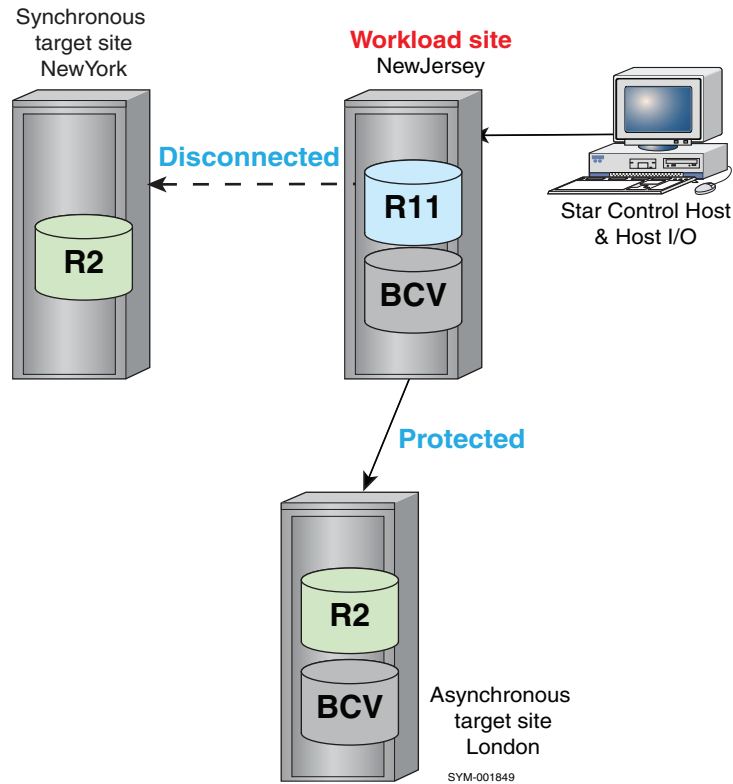 Synchronous
target site
NewYork
Workload site
NewJersey
Disconnected
R11
BCV
R2
Star Control Host
& Host I/O
Protected
R2
BCV
Asynchronous
target site
London
SYM-001849